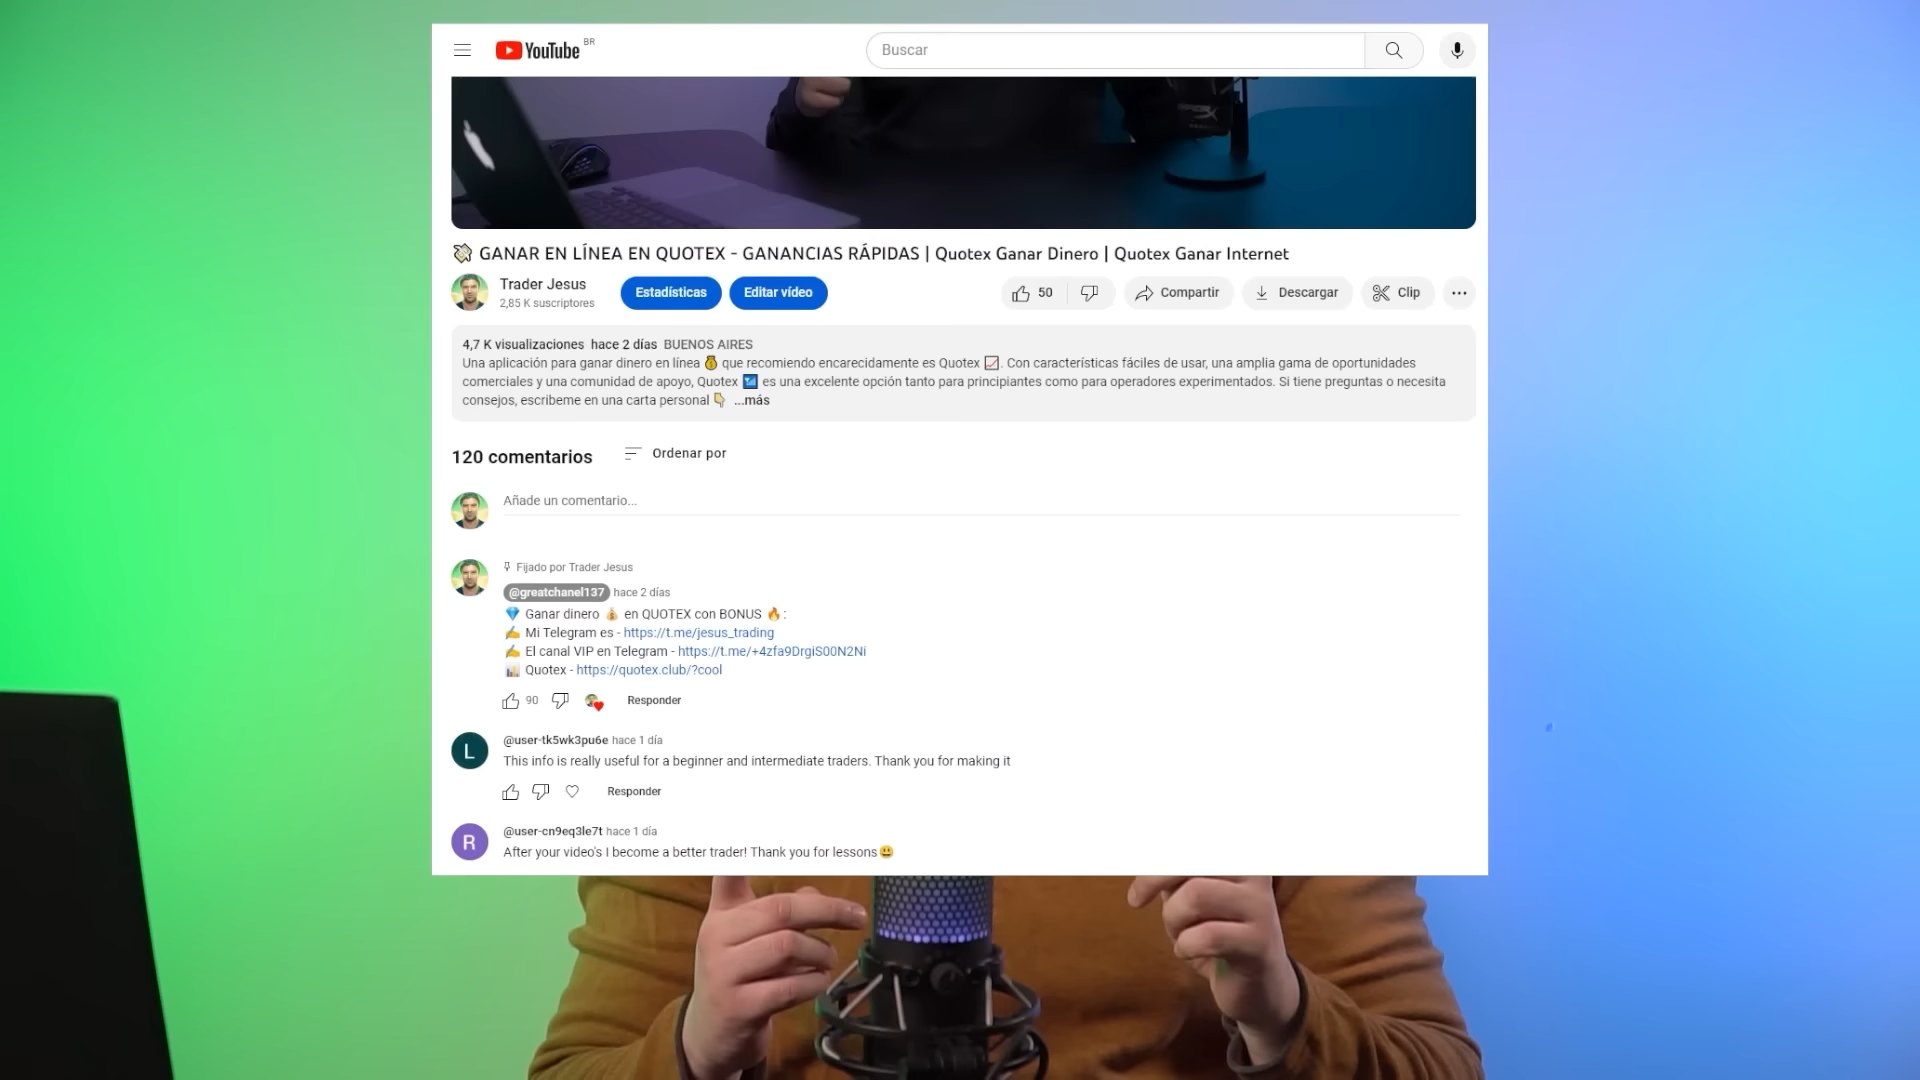 YouTube BR
Buscar
GANAR EN LÍNEA EN QUOTEX - GANANCIAS RÁPIDAS | Quotex Ganar Dinero | Quotex Ganar Internet
Trader Jesus
2,85 K suscriptores
Estadísticas
Editar vídeo
50
Compartir
Descargar
Clip
4,7 K visualizaciones hace 2 días BUENOS AIRES
Una aplicación para ganar dinero en línea 💰 que recomiendo encarecidamente es Quotex 📈. Con características fáciles de usar, una amplia gama de oportunidades
comerciales y una comunidad de apoyo, Quotex 📶 es una excelente opción tanto para principiantes como para operadores experimentados. Si tiene preguntas o necesita
consejos, escribeme en una carta personal 👇 ...más
120 comentarios
Ordenar por
Añade un comentario...
Fijado por Trader Jesus
@greatchanel137 hace 2 días
💎 Ganar dinero 💰 en QUOTEX con BONUS 🔥:
✍ Mi Telegram es - https://t.me/jesus_trading
✍ El canal VIP en Telegram - https://t.me/+4zfa9DrgiS00N2Ni
📊 Quotex - https://quotex.club/?cool
90
Responder
L
@user-tk5wk3pu6e hace 1 día
This info is really useful for a beginner and intermediate traders. Thank you for making it
Responder
R
@user-cn9eq3le7t hace 1 día
After your video's I become a better trader! Thank you for lessons😃